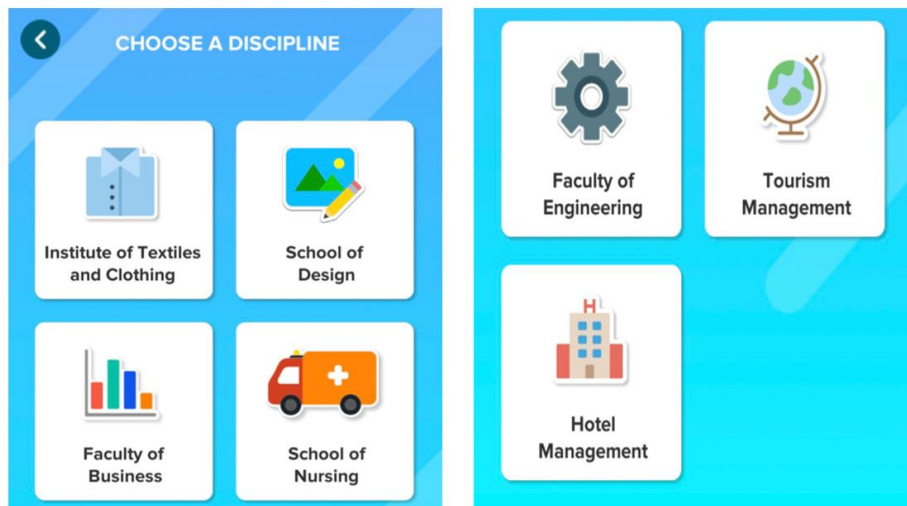 CHOOSE A DISCIPLINE
Institute of Textiles
and Clothing
School of
Design
Faculty of
Business
School of
Nursing
Faculty of
Engineering
Tourism
Management
H
Hotel
Management